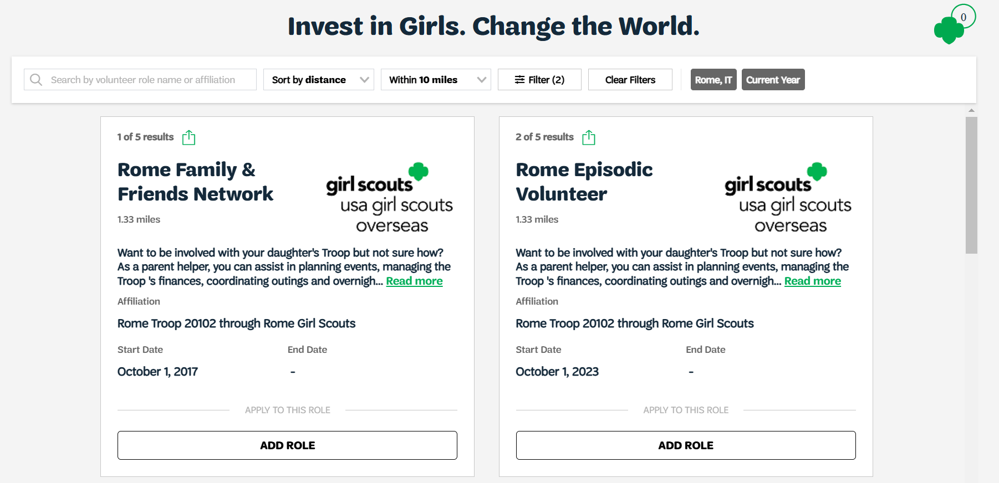 Invest in Girls. Change the World.
0
Search by volunteer role name or affiliation
Sort by distance
Within 10 miles
Filter (2)
Clear Filters
Rome, IT
Current Year
1 of 5 results
Rome Family &
Friends Network
1.33 miles
girl scouts
usa girl scouts
overseas
Want to be involved with your daughter's Troop but not sure how?
As a parent helper, you can assist in planning events, managing the
Troop 's finances, coordinating outings and overnigh... Read more
Affiliation
Rome Troop 20102 through Rome Girl Scouts
Start Date
End Date
October 1, 2017
-
APPLY TO THIS ROLE
ADD ROLE
2 of 5 results
Rome Episodic
Volunteer
1.33 miles
girl scouts
usa girl scouts
overseas
Want to be involved with your daughter's Troop but not sure how?
As a parent helper, you can assist in planning events, managing the
Troop 's finances, coordinating outings and overnigh... Read more
Affiliation
Rome Troop 20102 through Rome Girl Scouts
Start Date
End Date
October 1, 2023
-
APPLY TO THIS ROLE
ADD ROLE